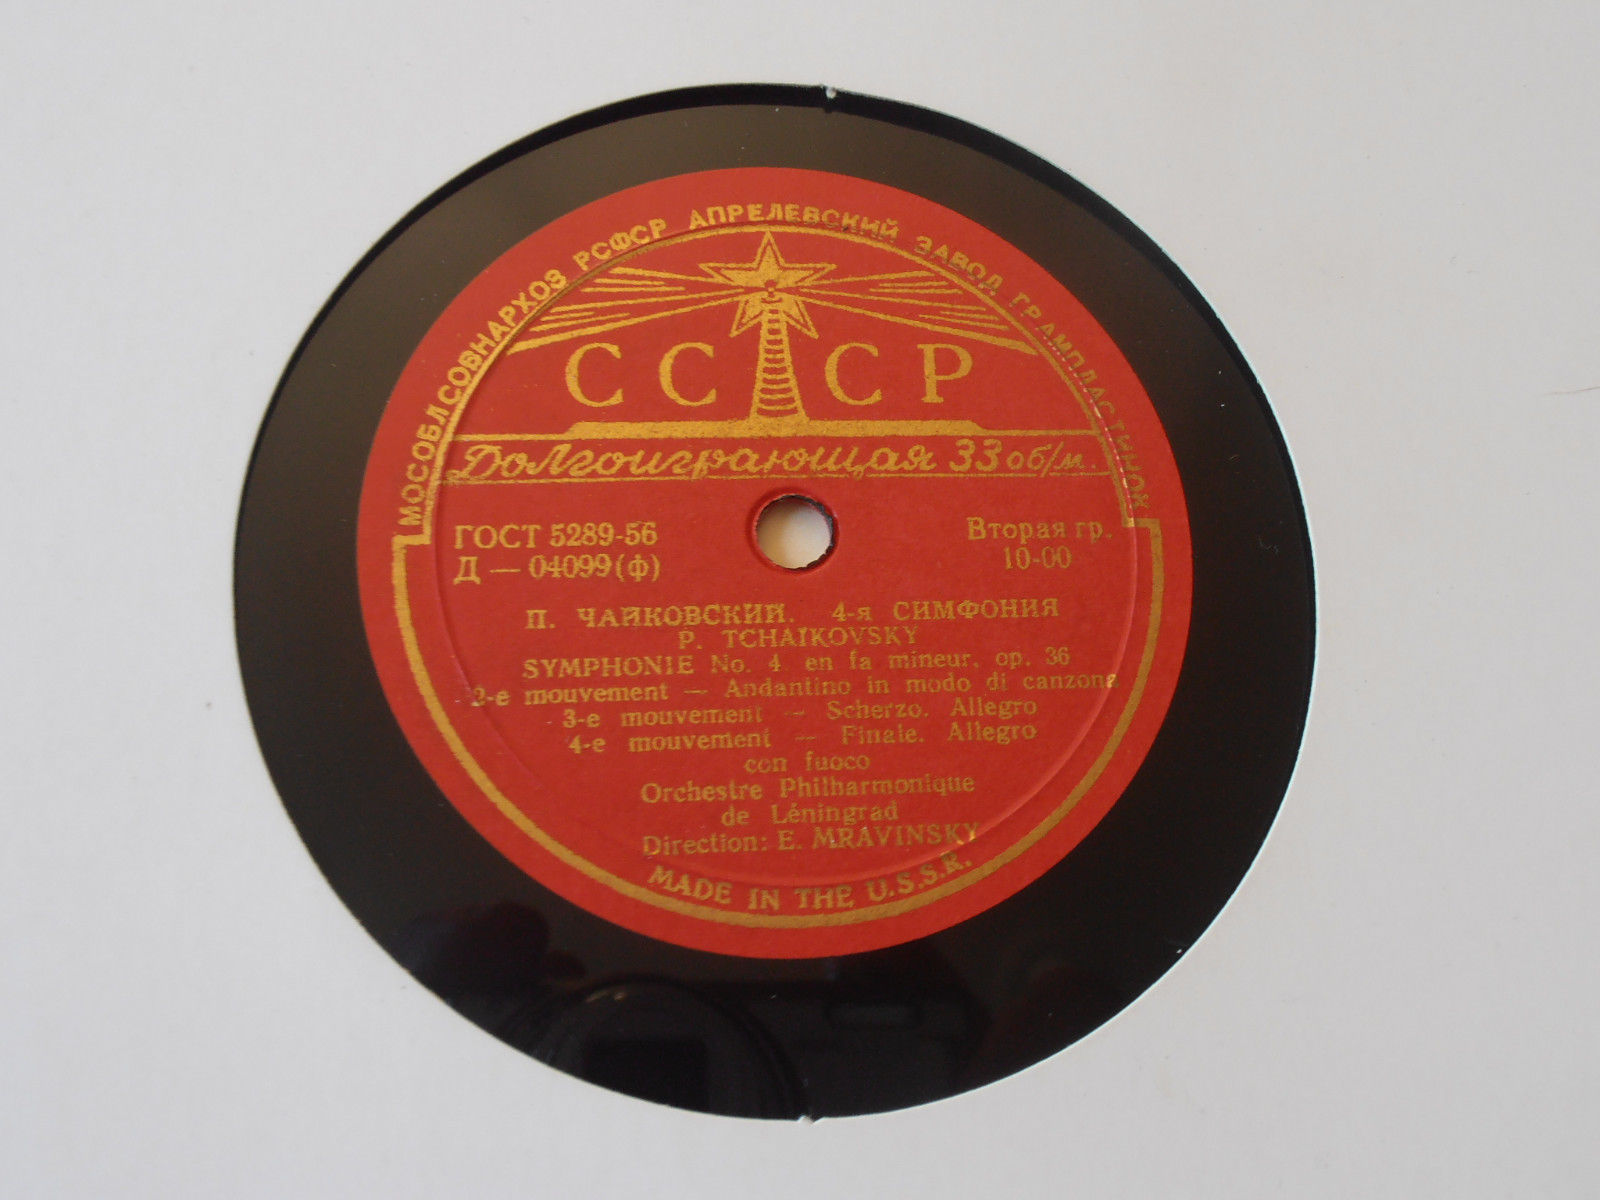 МОСОБЛСОВНАРХОЗ РСФСР АПРЕЛЕВСКИЙ ЗАВОД ГРАМПЛАСТИНОК
СССР
Долгоиграющая 33 об/м.
ГОСТ 5289-56
Д — 04099(ф)
Вторая гр.
10-00
П. ЧАЙКОВСКИЙ. 4-я СИМФОНИЯ
P. TCHAIKOVSKY
SYMPHONIE No. 4. en fa mineur, op. 36
2-e mouvement — Andantino in modo di canzona
3-e mouvement — Scherzo. Allegro
4-e mouvement — Finale. Allegro
con fuoco
Orchestre Philharmonique
de Léningrad
Direction: E. MRAVINSKY
MADE IN THE U.S.S.R.